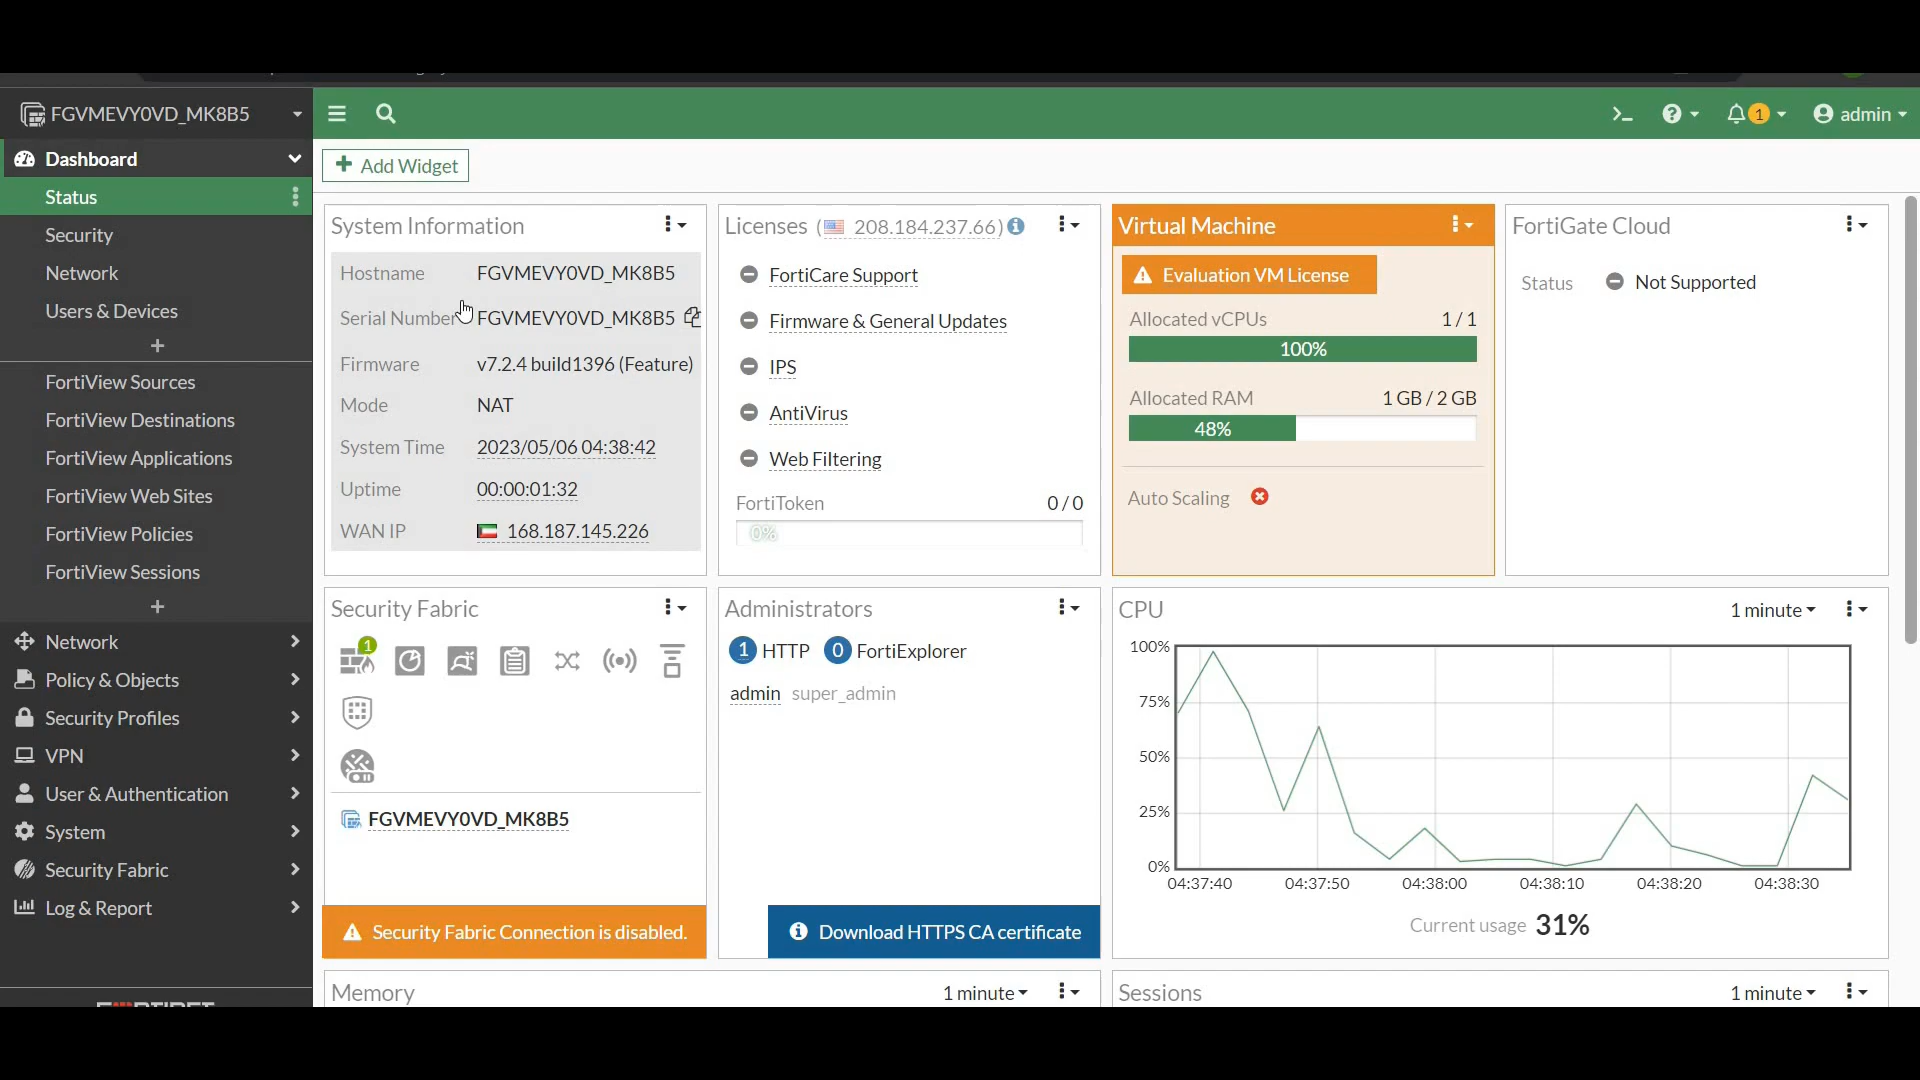 FGVMEVY0VD_MK8B5
1
admin
Dashboard
Status
Security
Network
Users & Devices
FortiView Sources
FortiView Destinations
FortiView Applications
FortiView Web Sites
FortiView Policies
FortiView Sessions
Network
Policy & Objects
Security Profiles
VPN
User & Authentication
System
Security Fabric
Log & Report
+ Add Widget
System Information
Hostname FGVMEVY0VD_MK8B5
Serial Number FGVMEVY0VD_MK8B5
Firmware v7.2.4 build1396 (Feature)
Mode NAT
System Time 2023/05/06 04:38:42
Uptime 00:00:01:32
WAN IP 168.187.145.226
Licenses (208.184.237.66)
FortiCare Support
Firmware & General Updates
IPS
AntiVirus
Web Filtering
FortiToken 0/0
0%
Virtual Machine
Evaluation VM License
Allocated vCPUs 1/1
100%
Allocated RAM 1 GB / 2 GB
48%
Auto Scaling
FortiGate Cloud
Status Not Supported
Security Fabric
1
FGVMEVY0VD_MK8B5
Security Fabric Connection is disabled.
Administrators
1 HTTP 0 FortiExplorer
admin super_admin
Download HTTPS CA certificate
CPU 1 minute
100%
75%
50%
25%
0%
04:37:40 04:37:50 04:38:00 04:38:10 04:38:20 04:38:30
Current usage 31%
Memory 1 minute
Sessions 1 minute